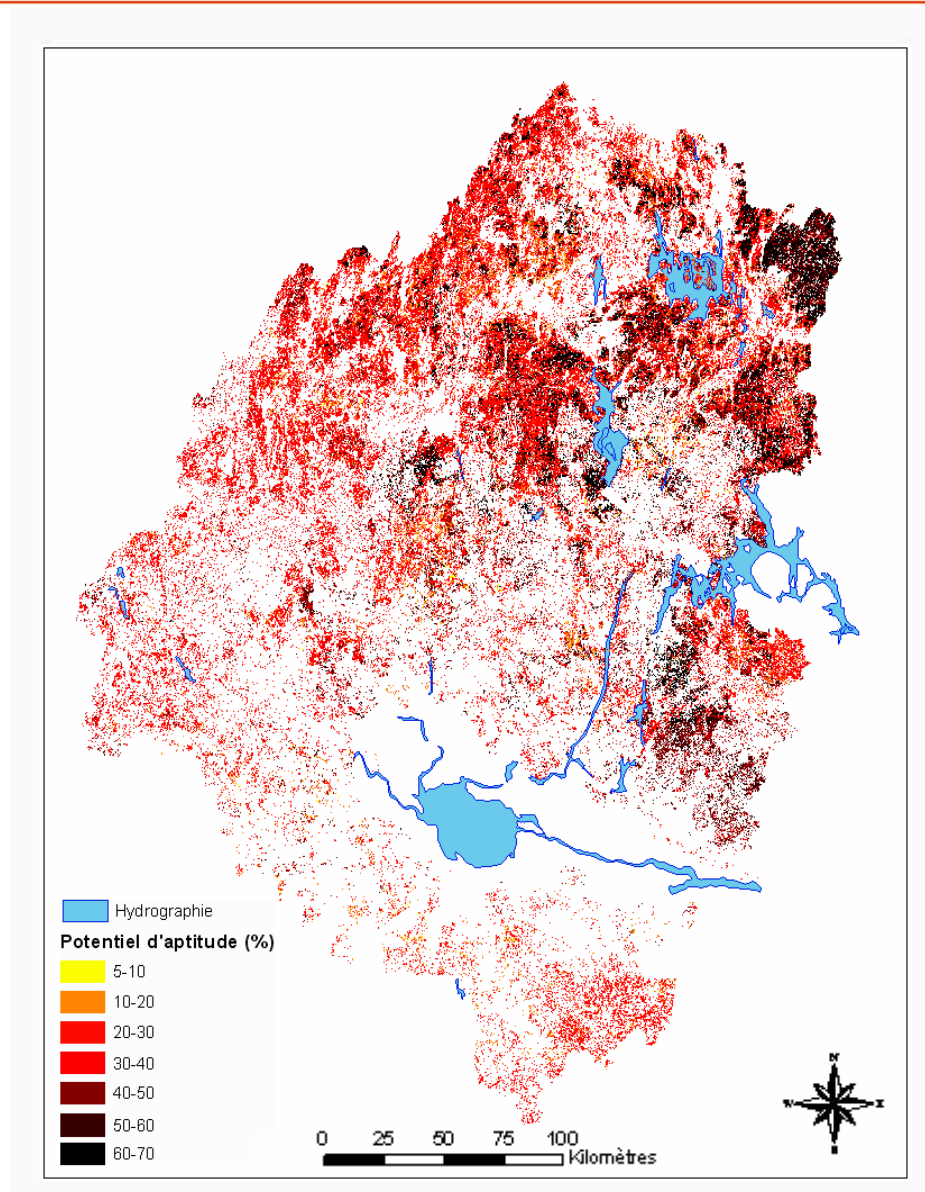 Hydrographie
Potentiel d'aptitude (%)
5-10
10-20
20-30
30-40
40-50
50-60
60-70
0 25 50 75 100
Kilomètres
N
W E
S